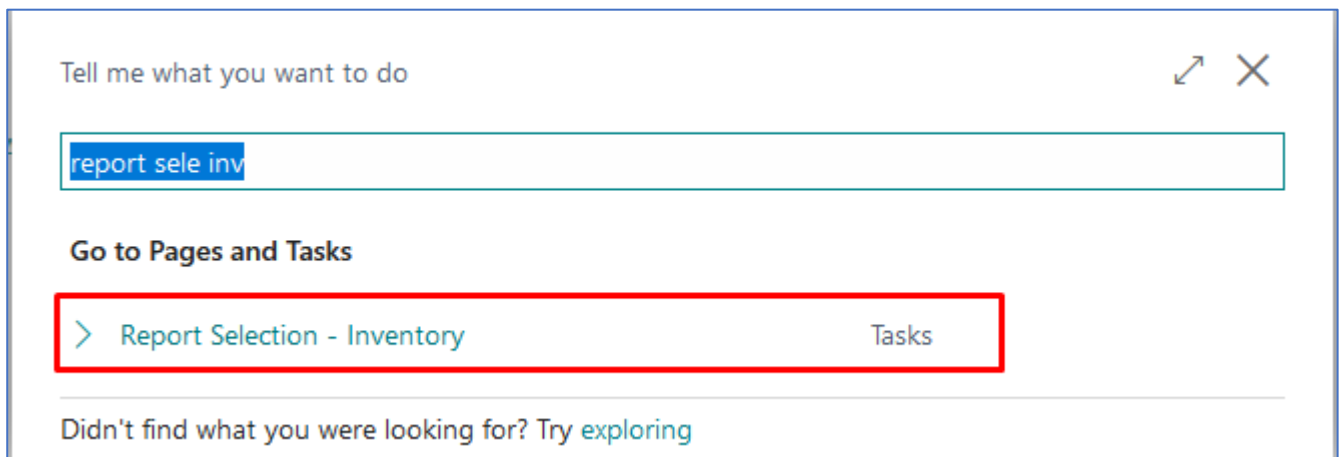 Tell me what you want to do
report sele inv
Go to Pages and Tasks
Report Selection - Inventory Tasks
Didn't find what you were looking for? Try exploring